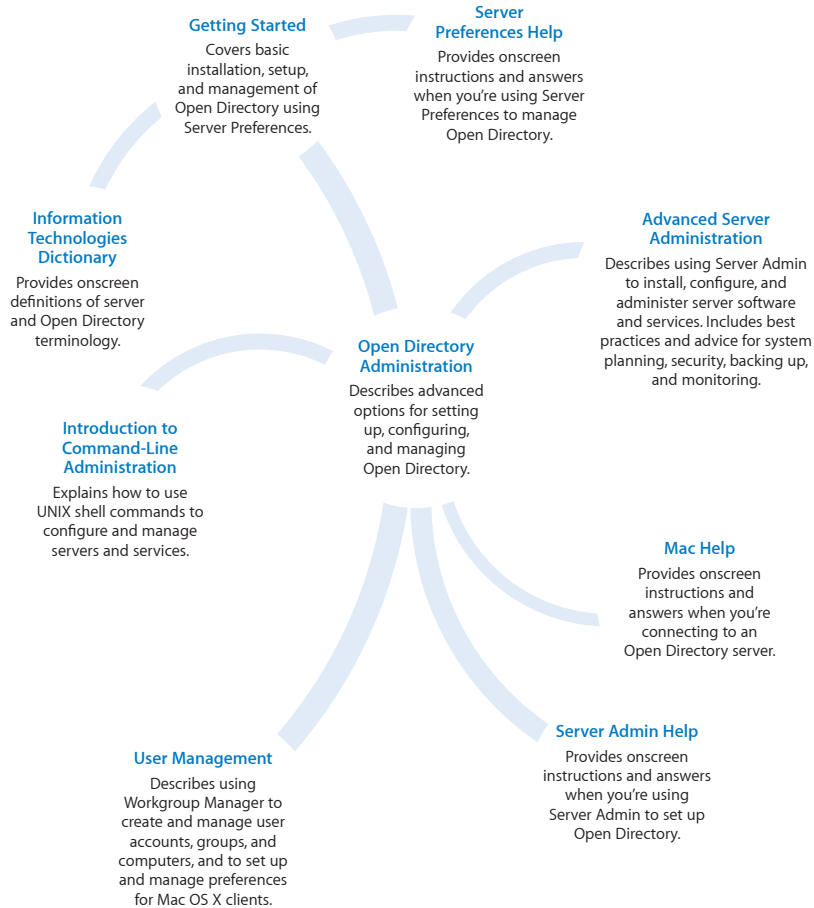 Getting Started
Covers basic
installation, setup,
and management of
Open Directory using
Server Preferences.
Server
Preferences Help
Provides onscreen
instructions and answers
when you’re using Server
Preferences to manage
Open Directory.
Information
Technologies
Dictionary
Provides onscreen
definitions of server
and Open Directory
terminology.
Advanced Server
Administration
Describes using Server Admin
to install, configure, and
administer server software
and services. Includes best
practices and advice for system
planning, security, backing up,
and monitoring.
Open Directory
Administration
Describes advanced
options for setting
up, configuring,
and managing
Open Directory.
Introduction to
Command-Line
Administration
Explains how to use
UNIX shell commands to
configure and manage
servers and services.
Mac Help
Provides onscreen
instructions and
answers when you’re
connecting to an
Open Directory server.
Server Admin Help
Provides onscreen
instructions and answers
when you’re using
Server Admin to set up
Open Directory.
User Management
Describes using
Workgroup Manager to
create and manage user
accounts, groups, and
computers, and to set up
and manage preferences
for Mac OS X clients.